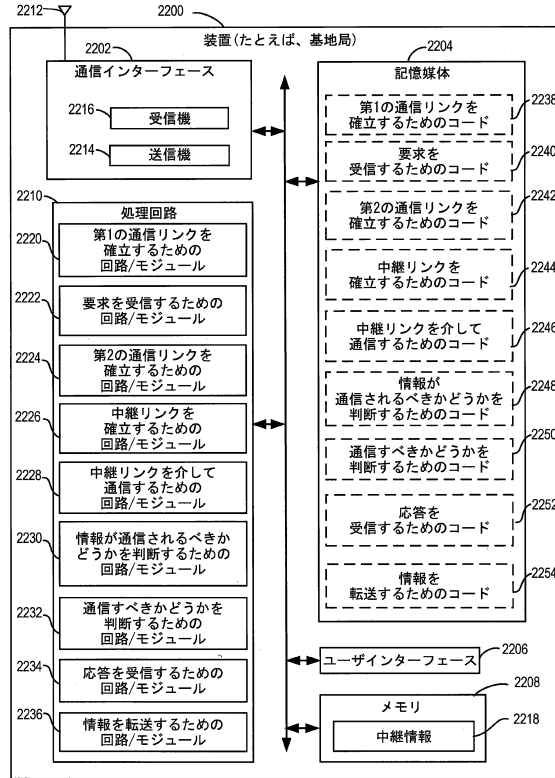 2212
2200
装置(たとえば、基地局)
2202
通信インターフェース
2216
受信機
2214
送信機
2210
処理回路
2220
第1の通信リンクを
確立するための
回路/モジュール
2222
要求を受信するための
回路/モジュール
2224
第2の通信リンクを
確立するための
回路/モジュール
2226
中継リンクを
確立するための
回路/モジュール
2228
中継リンクを介して
通信するための
回路/モジュール
2230
情報が通信されるべきか
どうかを判断するための
回路/モジュール
2232
通信すべきかどうかを
判断するための
回路/モジュール
2234
応答を受信するための
回路/モジュール
2236
情報を転送するための
回路/モジュール
2204
記憶媒体
第1の通信リンクを
確立するためのコード
2238
要求を
受信するためのコード
2240
第2の通信リンクを
確立するためのコード
2242
中継リンクを
確立するためのコード
2244
中継リンクを介して
通信するためのコード
2246
情報が
通信されるべきかどうかを
判断するためのコード
2248
通信すべきかどうかを
判断するためのコード
2250
応答を
受信するためのコード
2252
情報を
転送するためのコード
2254
ユーザインターフェース
2206
2208
メモリ
中継情報
2218